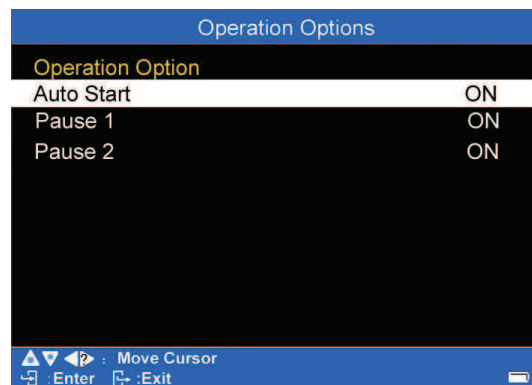 Operation Options
Operation Option
Auto Start ON
Pause 1 ON
Pause 2 ON
? : Move Cursor
:Enter :Exit